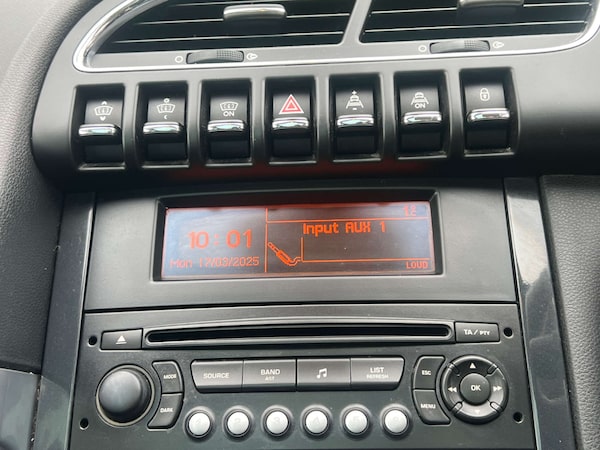 ON
ON
12
10:01
Input AUX 1
Mon 17/03/2025
LOUD
TA / PTY
MODE
SOURCE
BAND
AST
LIST
REFRESH
ESC
DARK
MENU
OK